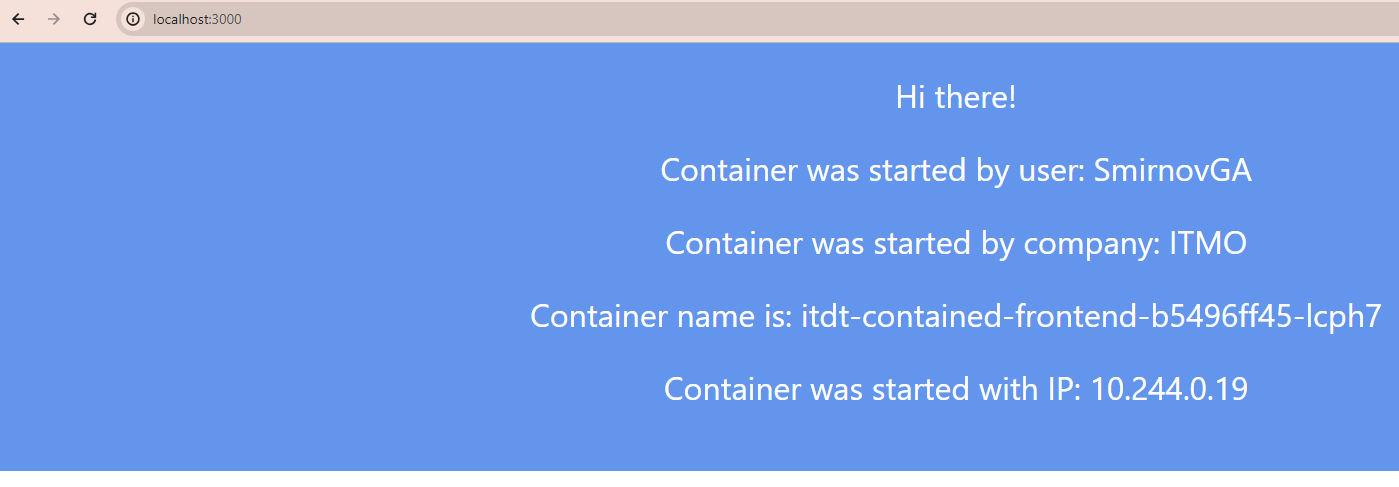 localhost:3000
Hi there!
Container was started by user: SmirnovGA
Container was started by company: ITMO
Container name is: itdt-contained-frontend-b5496ff45-lcph7
Container was started with IP: 10.244.0.19